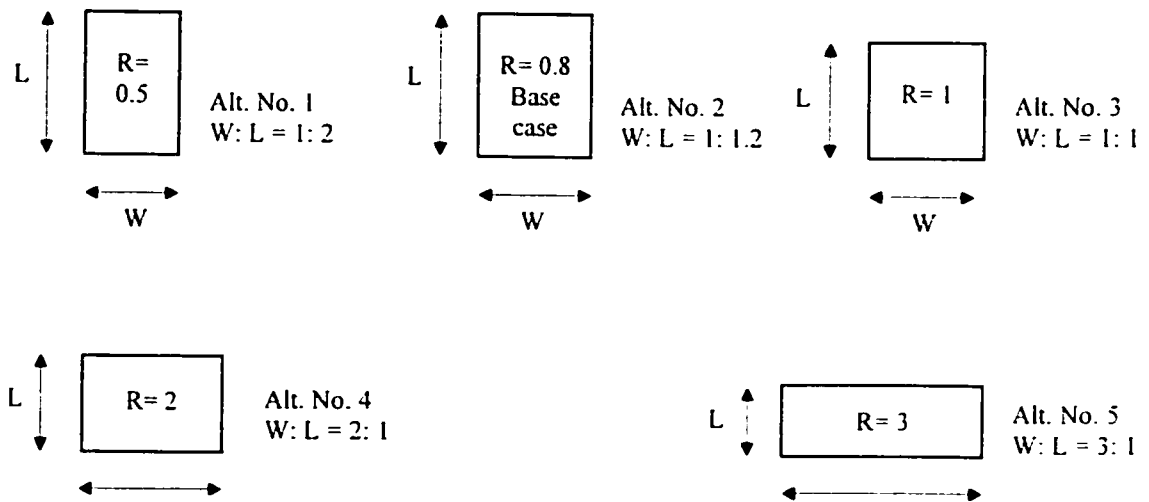 L
R=
0.5
Alt. No. 1
W: L = 1: 2
W
L
R= 0.8
Base
case
Alt. No. 2
W: L = 1: 1.2
W
L
R= 1
Alt. No. 3
W: L = 1: 1
W
L
R= 2
Alt. No. 4
W: L = 2: 1
L
R= 3
Alt. No. 5
W: L = 3: 1